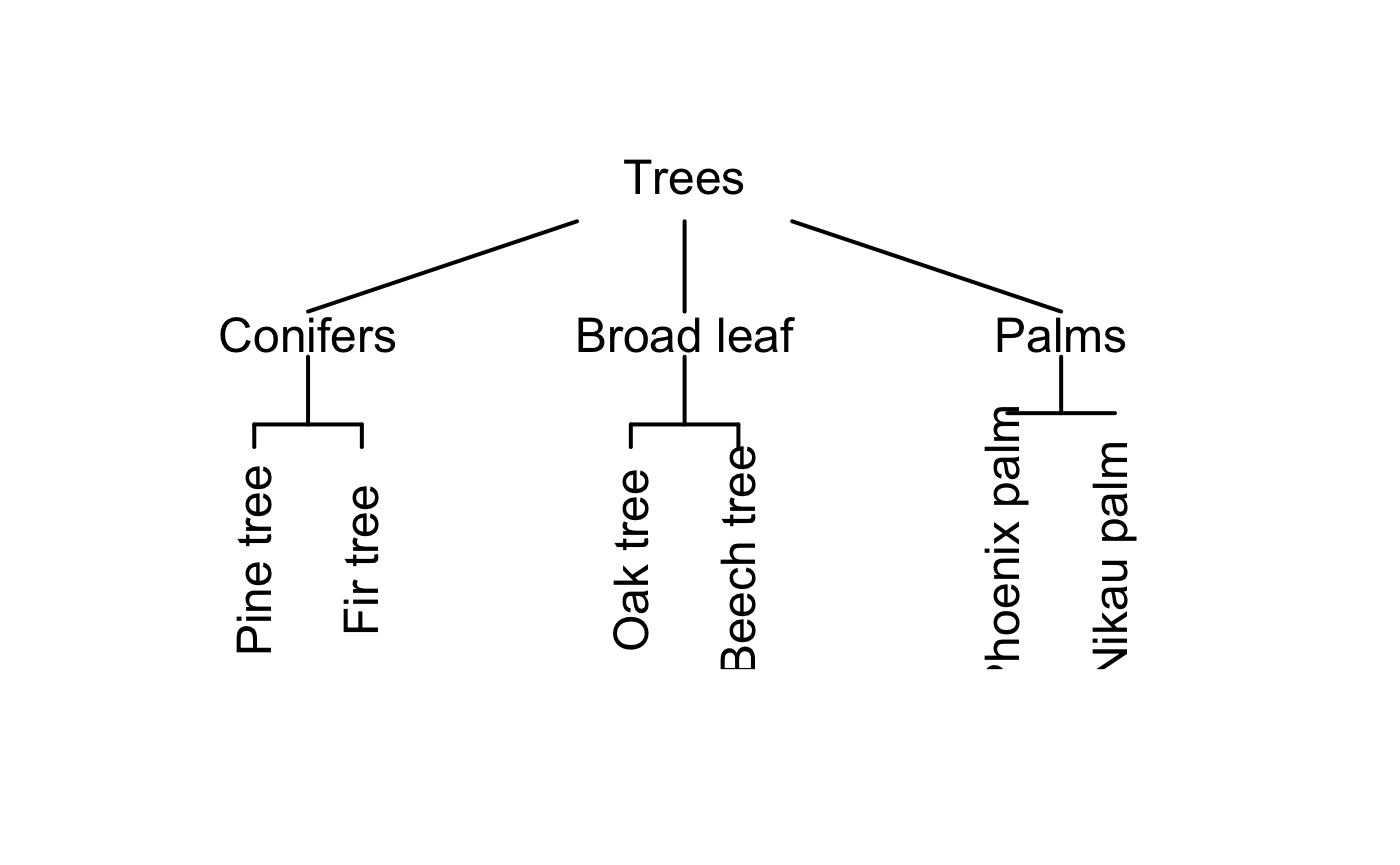 Trees
Conifers
Broad leaf
Palms
Pine tree
Fir tree
Oak tree
Beech tree
Phoenix palm
Nikau palm